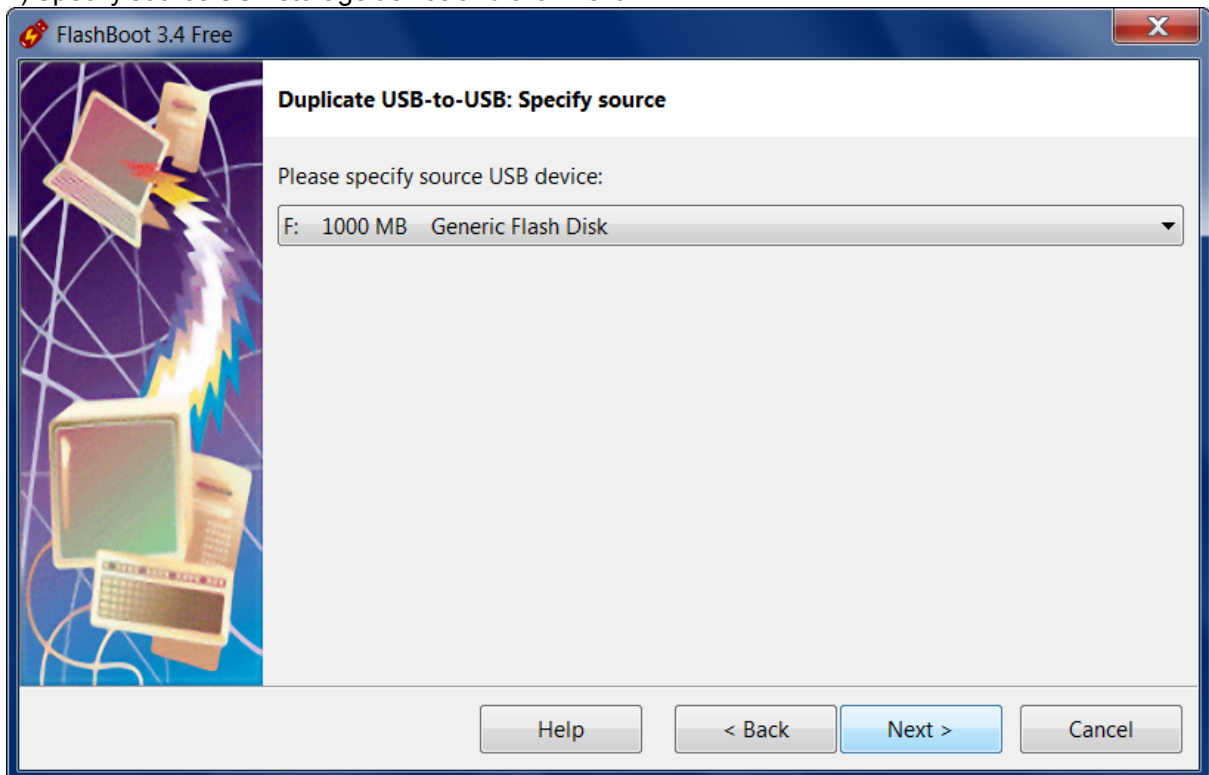 FlashBoot 3.4 Free
X
Duplicate USB-to-USB: Specify source
Please specify source USB device:
F: 1000 MB Generic Flash Disk
Help < Back Next > Cancel